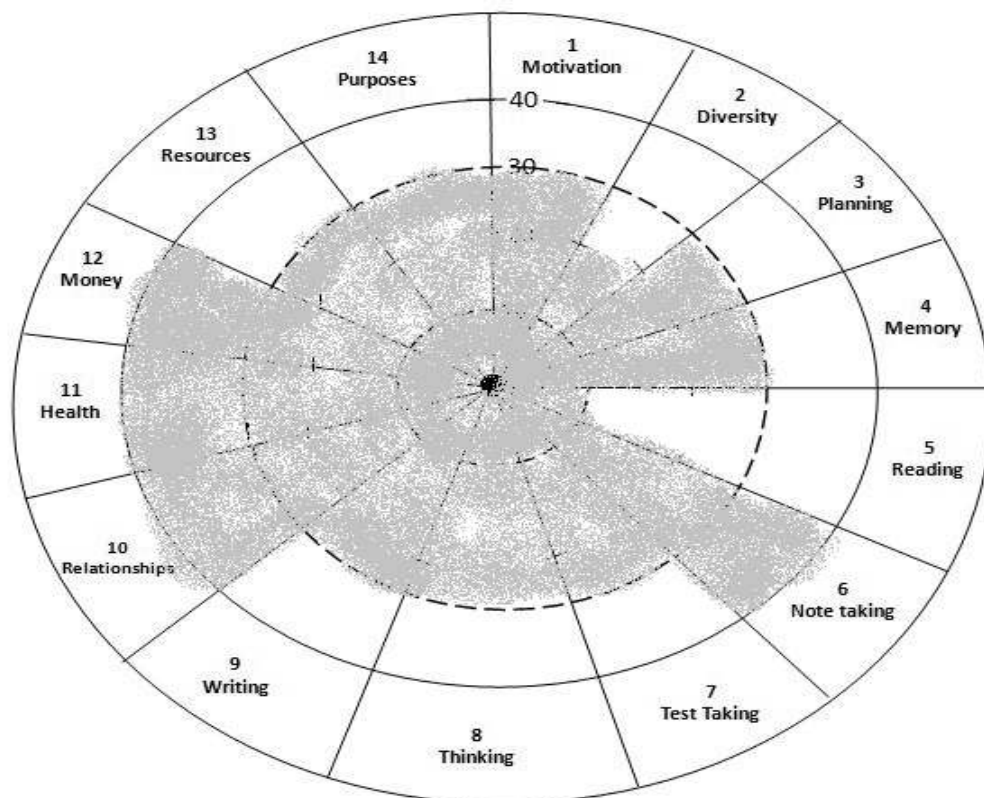 1
Motivation
2
Diversity
3
Planning
4
Memory
5
Reading
6
Note taking
7
Test Taking
8
Thinking
9
Writing
10
Relationships
11
Health
12
Money
13
Resources
14
Purposes
40
30